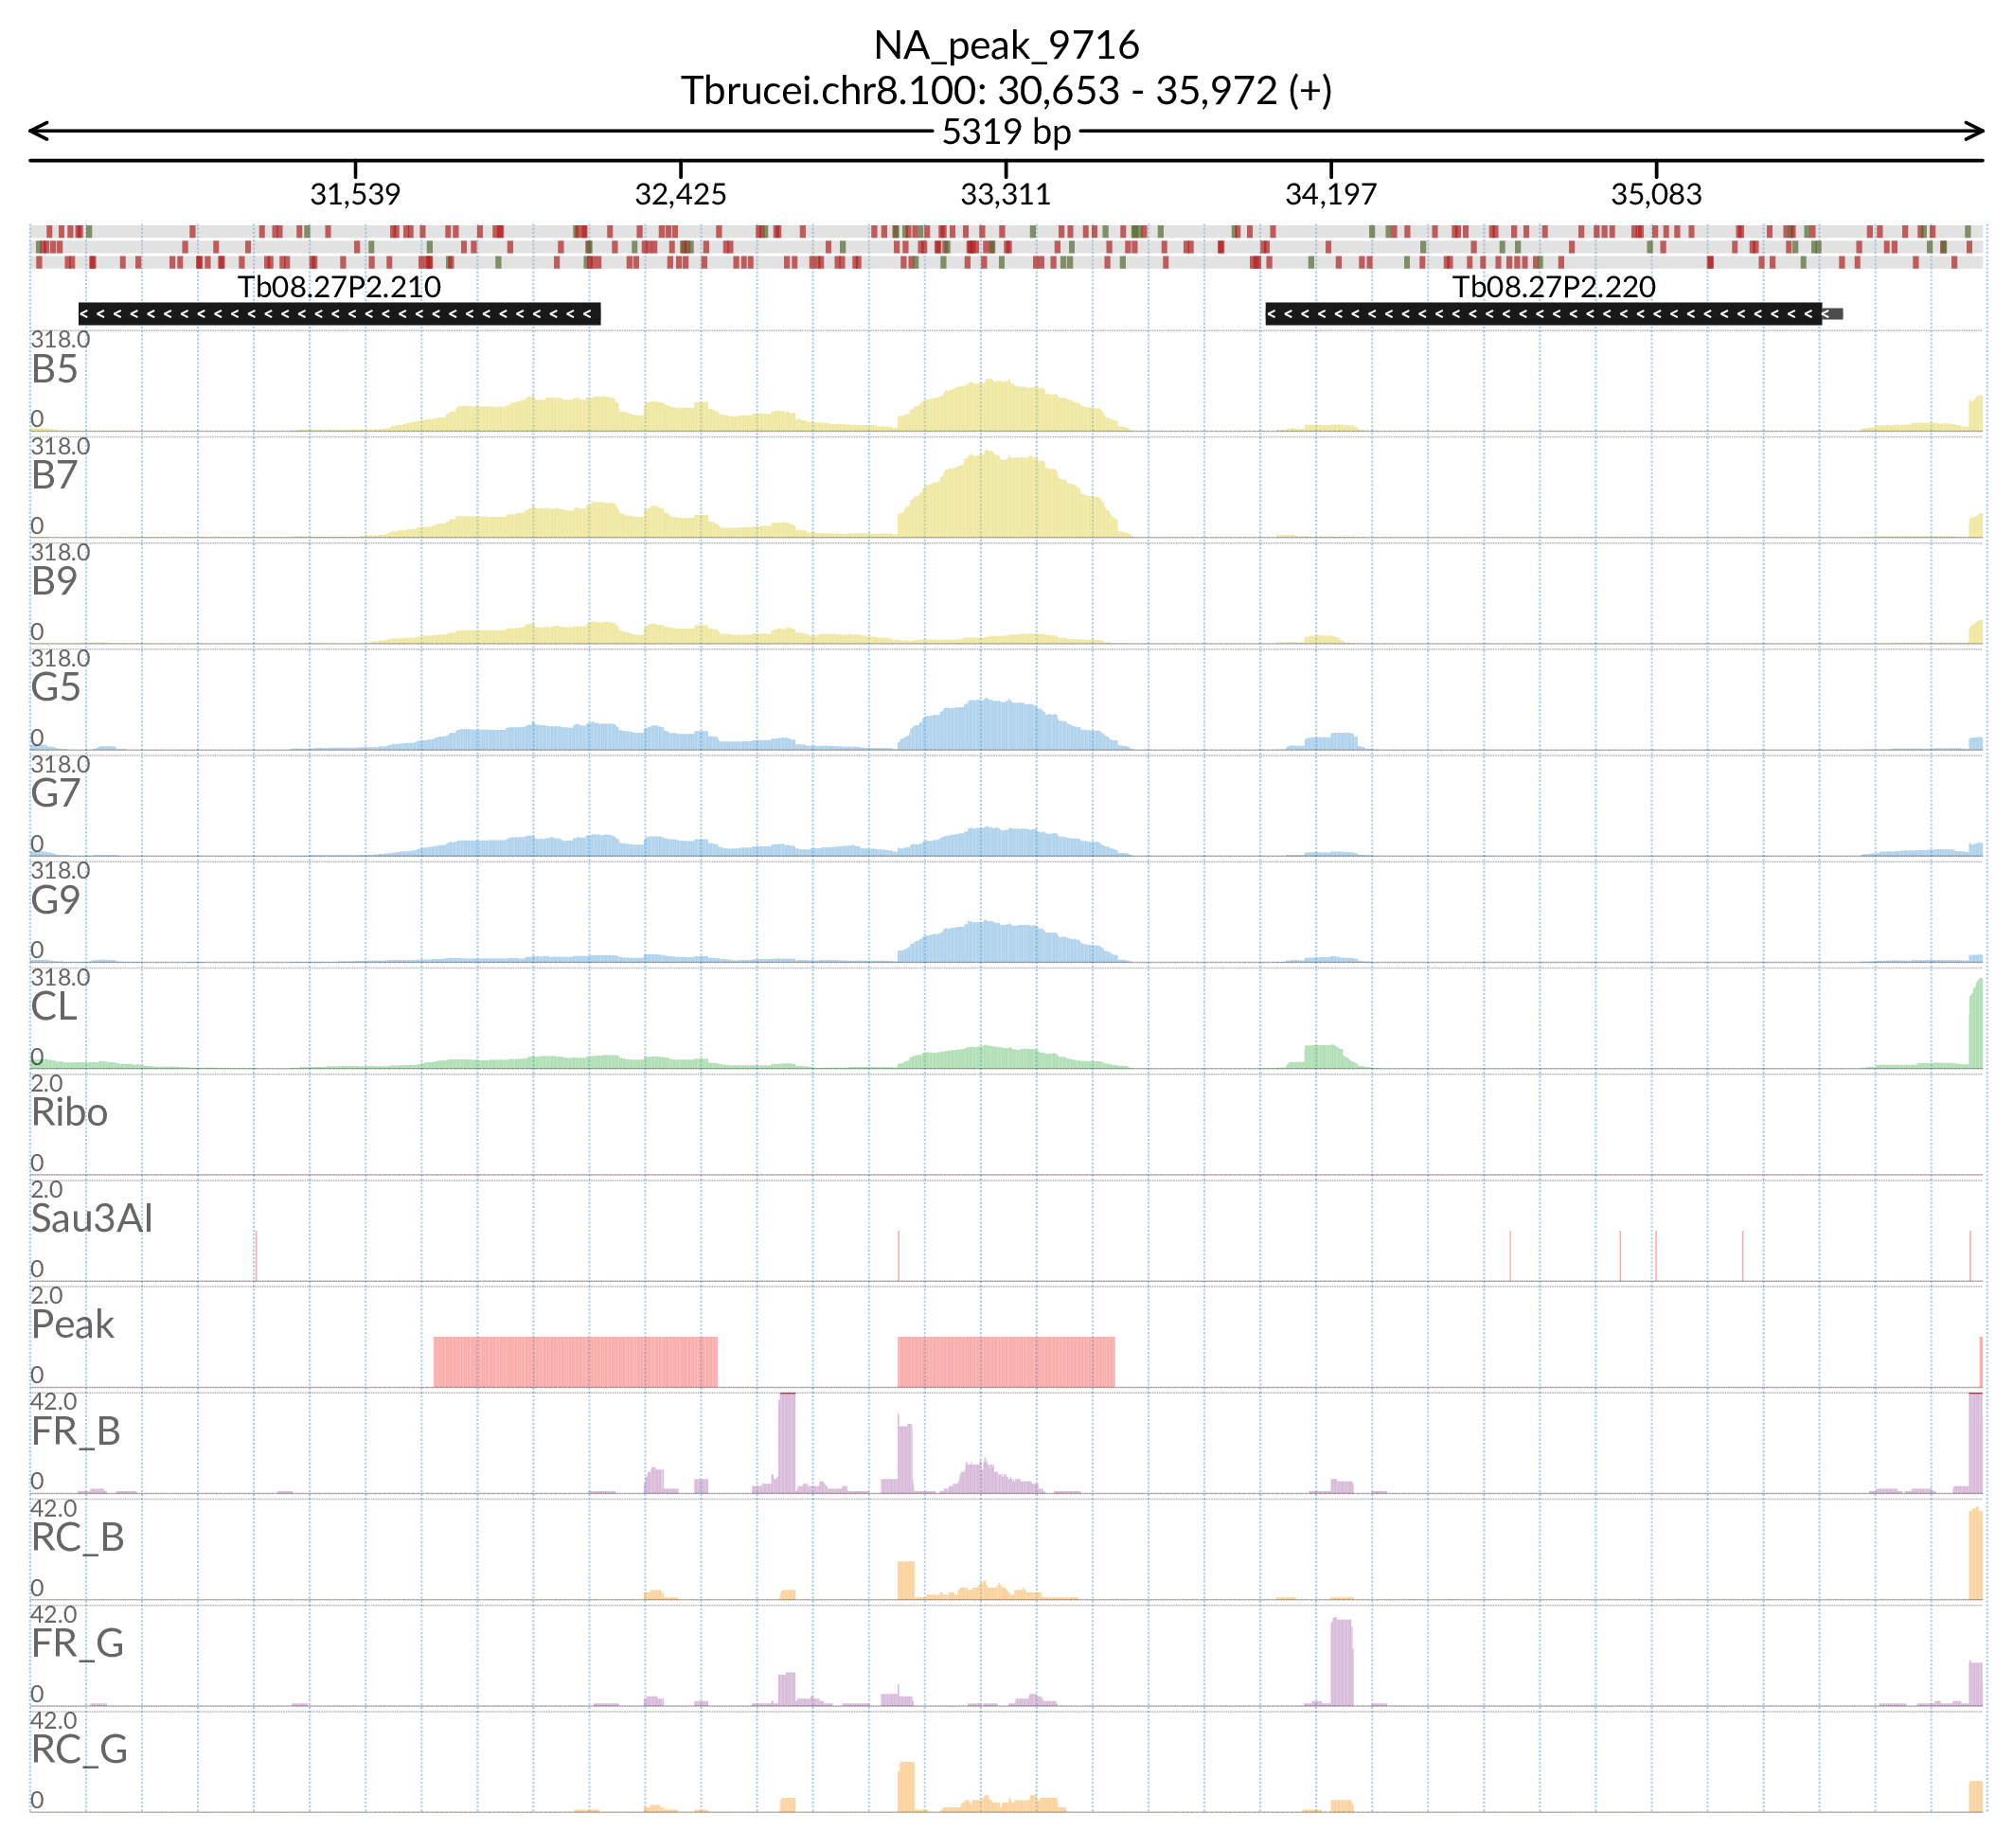 NA_peak_9716
Tbrucei.chr8.100: 30,653 - 35,972 (+)
5319 bp
31,539 32,425 33,311 34,197 35,083
Tb08.27P2.210 Tb08.27P2.220
318.0
B5
0
318.0
B7
0
318.0
B9
0
318.0
G5
0
318.0
G7
0
318.0
G9
0
318.0
CL
0
2.0
Ribo
0
2.0
Sau3AI
0
2.0
Peak
0
42.0
FR_B
0
42.0
RC_B
0
42.0
FR_G
0
42.0
RC_G
0